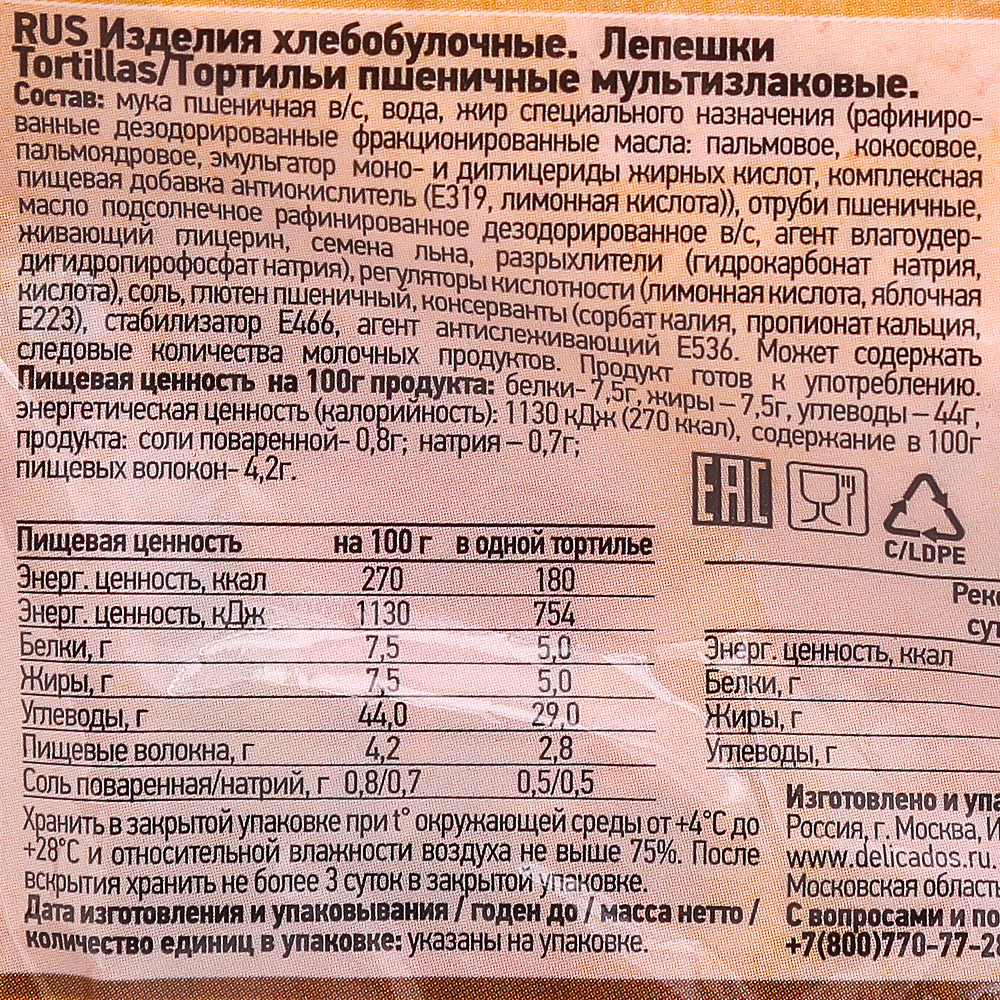 RUS Изделия хлебобулочные. Лепешки
Tortillas/Тортильи пшеничные мультизлаковые.
Состав: мука пшеничная в/с, вода, жир специального назначения (рафиниро-
ванные дезодорированные фракционированные масла: пальмовое, кокосовое,
пальмоядровое, эмульгатор моно- и диглицериды жирных кислот, комплексная
пищевая добавка антиокислитель (Е319, лимонная кислота)), отруби пшеничные,
масло подсолнечное рафинированное дезодорированное в/с, агент влагоудер-
живающий глицерин, семена льна, разрыхлители (гидрокарбонат натрия,
дигидропирофосфат натрия), регуляторы кислотности (лимонная кислота, яблочная
кислота), соль, глютен пшеничный, консерванты (сорбат калия, пропионат кальция,
Е223), стабилизатор Е466, агент антислеживающий Е536. Может содержать
следовые количества молочных продуктов. Продукт готов к употреблению.
Пищевая ценность на 100г продукта: белки- 7,5г, жиры – 7,5г, углеводы – 44г,
энергетическая ценность (калорийность): 1130 кДж (270 ккал), содержание в 100г
продукта: соли поваренной- 0,8г; натрия – 0,7г;
пищевых волокон- 4,2г.
EAC
C/LDPE
Пищевая ценность на 100 г в одной тортилье
Энерг. ценность, ккал 270 180
Энерг. ценность, кДж 1130 754
Белки, г 7,5 5,0
Жиры, г 7,5 5,0
Углеводы, г 44,0 29,0
Пищевые волокна, г 4,2 2,8
Соль поваренная/натрий, г 0,8/0,7 0,5/0,5
Хранить в закрытой упаковке при t° окружающей среды от +4°С до
+28°С и относительной влажности воздуха не выше 75%. После
вскрытия хранить не более 3 суток в закрытой упаковке.
Дата изготовления и упаковывания / годен до / масса нетто /
количество единиц в упаковке: указаны на упаковке.
Энерг. ценность, ккал
Белки, г
Жиры, г
Углеводы, г
Изготовлено и
Россия, г. Москва,
www.delicados.ru.
Московская
С вопросами и
+7(800)770-77-2